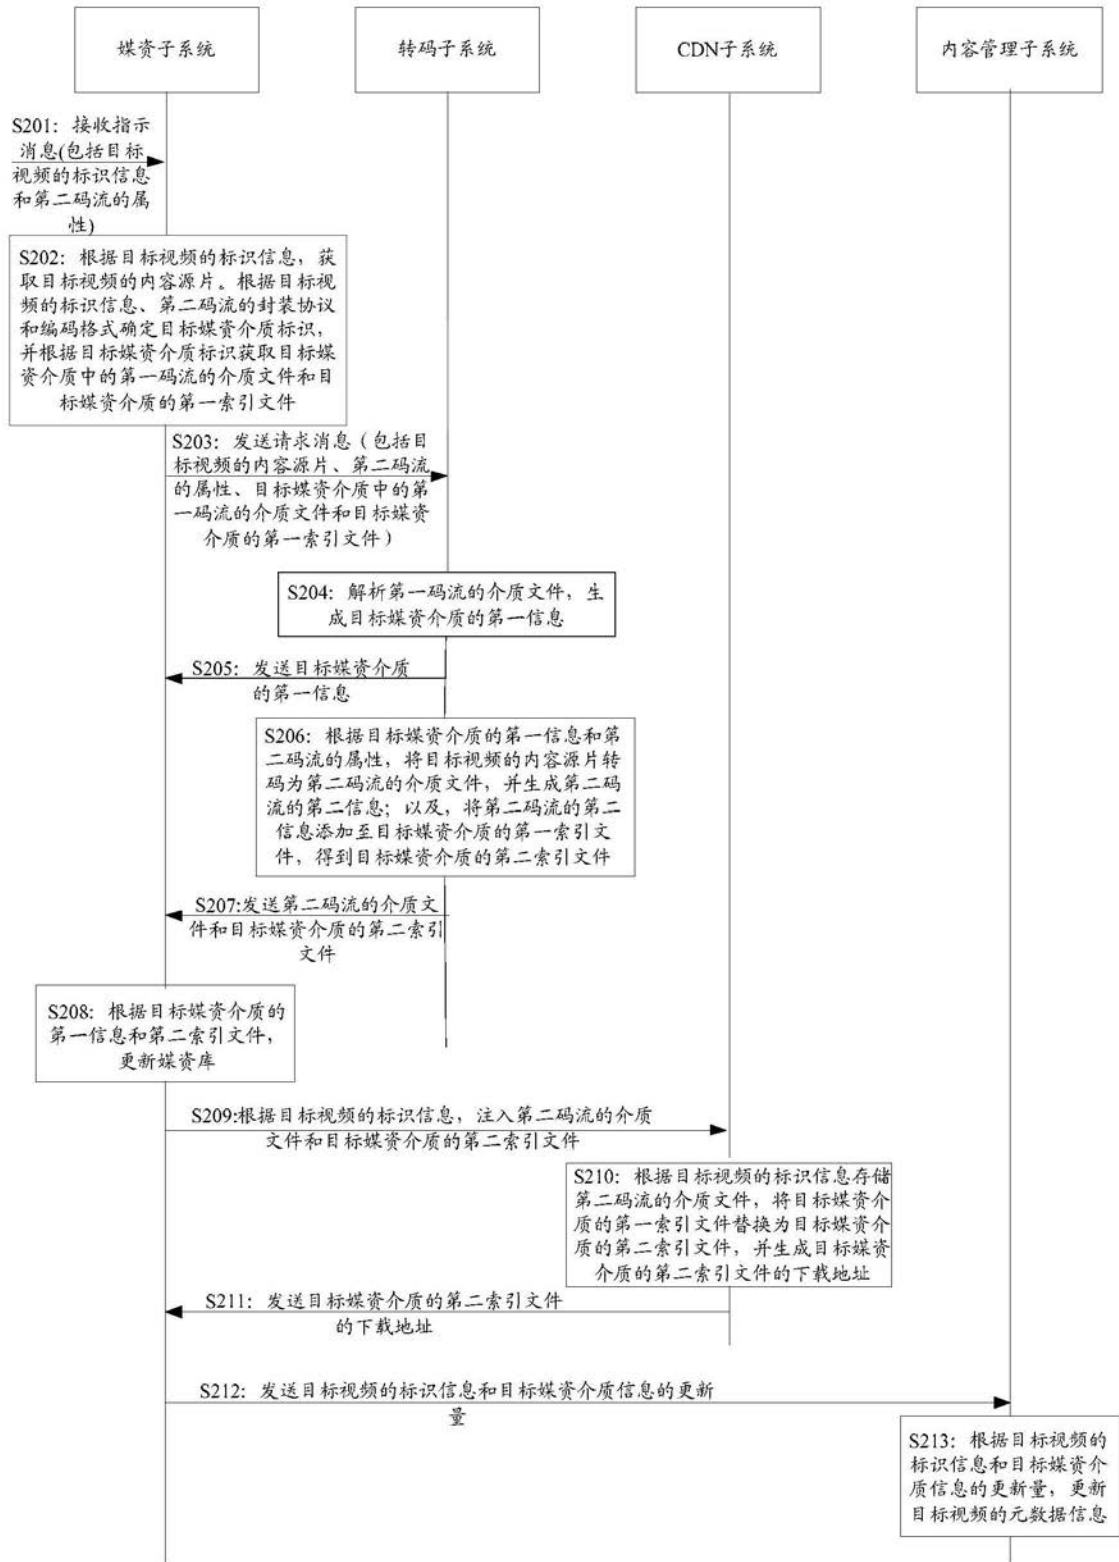 媒资子系统
转码子系统
CDN子系统
内容管理子系统
S201：接收指示
消息(包括目标
视频的标识信息
和第二码流的属
性)
S202：根据目标视频的标识信息，获
取目标视频的内容源片。根据目标视
频的标识信息、第二码流的封装协议
和编码格式确定目标媒资介质标识，
并根据目标媒资介质标识获取目标媒
资介质中的第一码流的介质文件和目
标媒资介质的第一索引文件
S203：发送请求消息（包括目
标视频的内容源片、第二码流
的属性、目标媒资介质中的第
一码流的介质文件和目标媒资
介质的第一索引文件）
S204：解析第一码流的介质文件，生
成目标媒资介质的第一信息
S205：发送目标媒资介质
的第一信息
S206：根据目标媒资介质的第一信息和第
二码流的属性，将目标视频的内容源片转
码为第二码流的介质文件，并生成第二码
流的第二信息；以及，将第二码流的第二
信息添加至目标媒资介质的第一索引文
件，得到目标媒资介质的第二索引文件
S207:发送第二码流的介质文
件和目标媒资介质的第二索引
文件
S208：根据目标媒资介质的
第一信息和第二索引文件，
更新媒资库
S209:根据目标视频的标识信息，注入第二码流的介质
文件和目标媒资介质的第二索引文件
S210：根据目标视频的标识信息存储
第二码流的介质文件，将目标媒资介
质的第一索引文件替换为目标媒资介
质的第二索引文件，并生成目标媒资
介质的第二索引文件的下载地址
S211：发送目标媒资介质的第二索引文件
的下载地址
S212：发送目标视频的标识信息和目标媒资介质信息的更新
量
S213：根据目标视频的
标识信息和目标媒资介
质信息的更新量，更新
目标视频的元数据信息